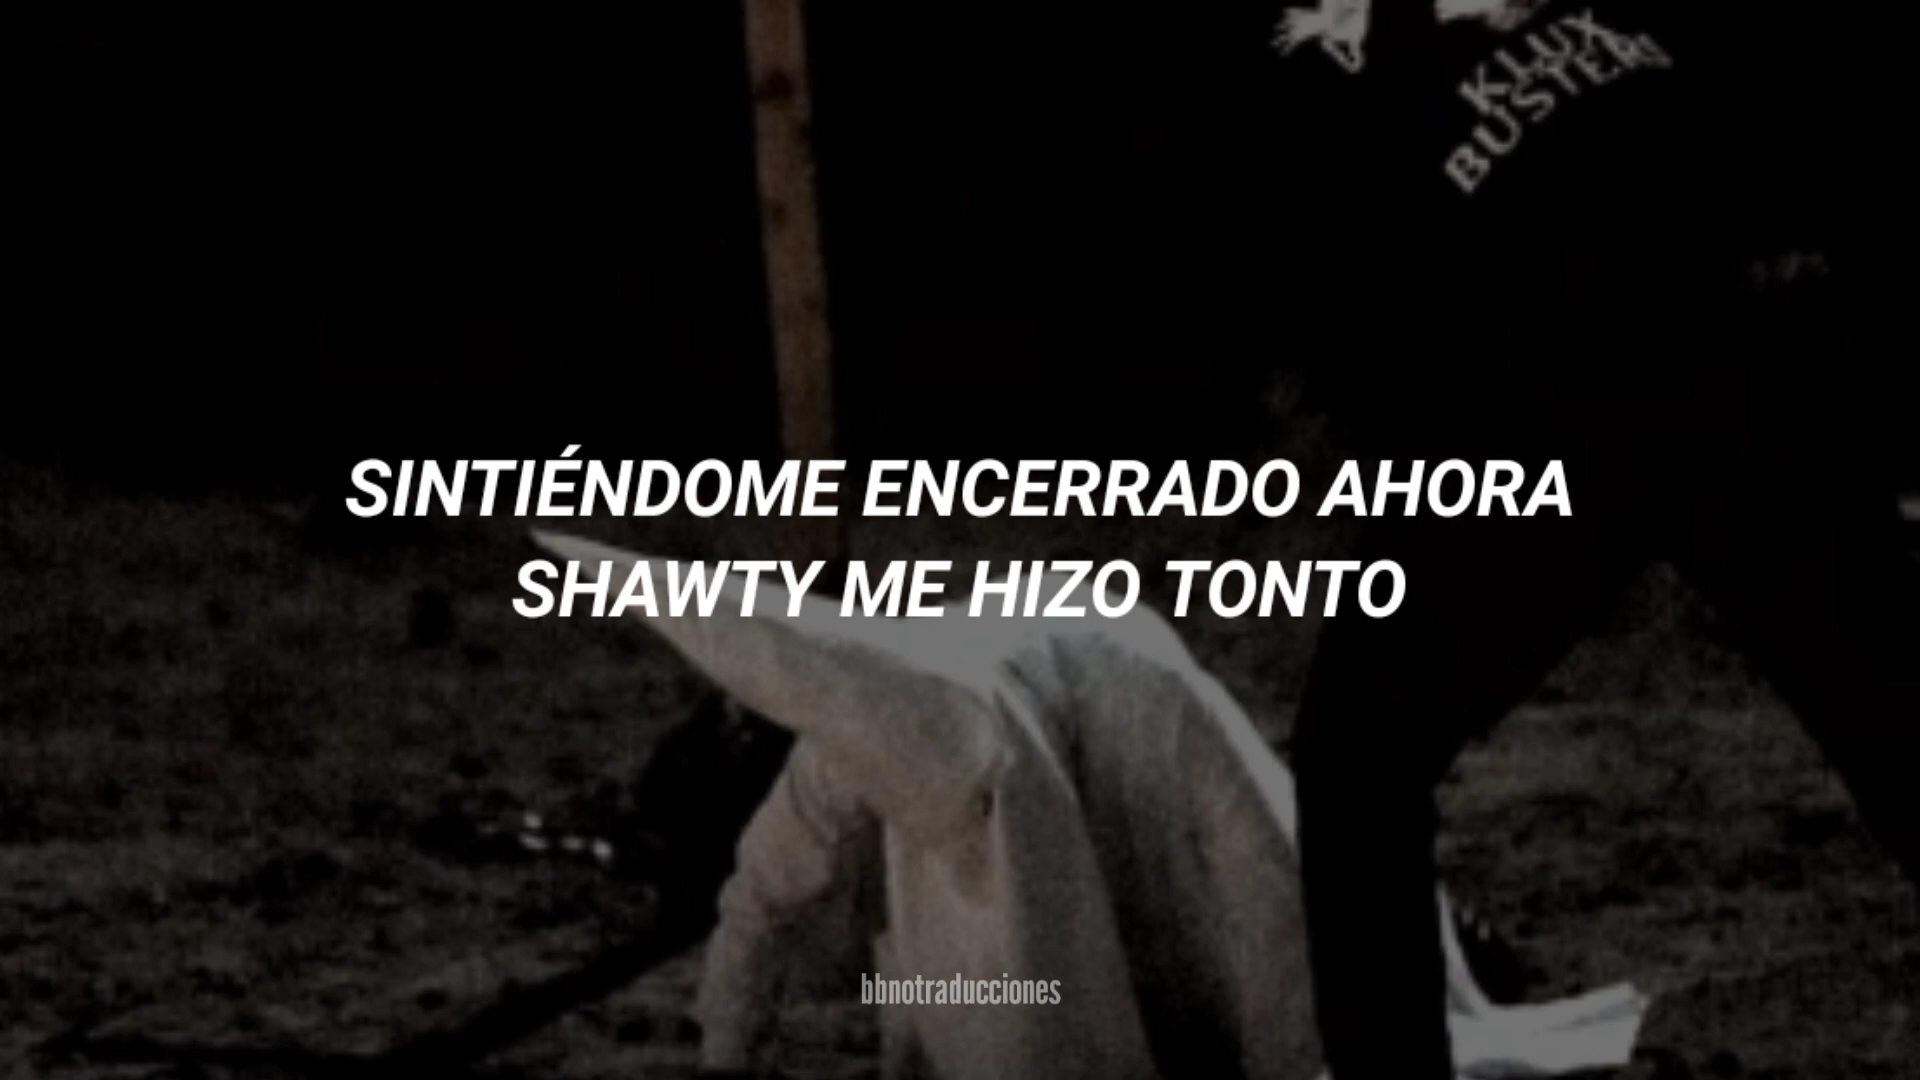 KLUX
BUSTER
SINTIÉNDOME ENCERRADO AHORA
SHAWTY ME HIZO TONTO
bbnotraducciones